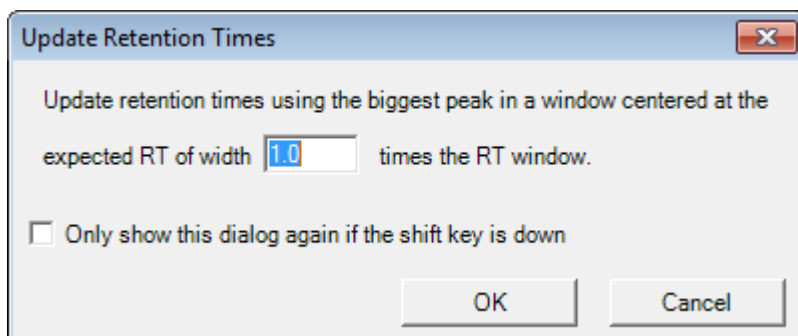 Update Retention Times
Update retention times using the biggest peak in a window centered at the
expected RT of width 1.0 times the RT window.
Only show this dialog again if the shift key is down
OK Cancel